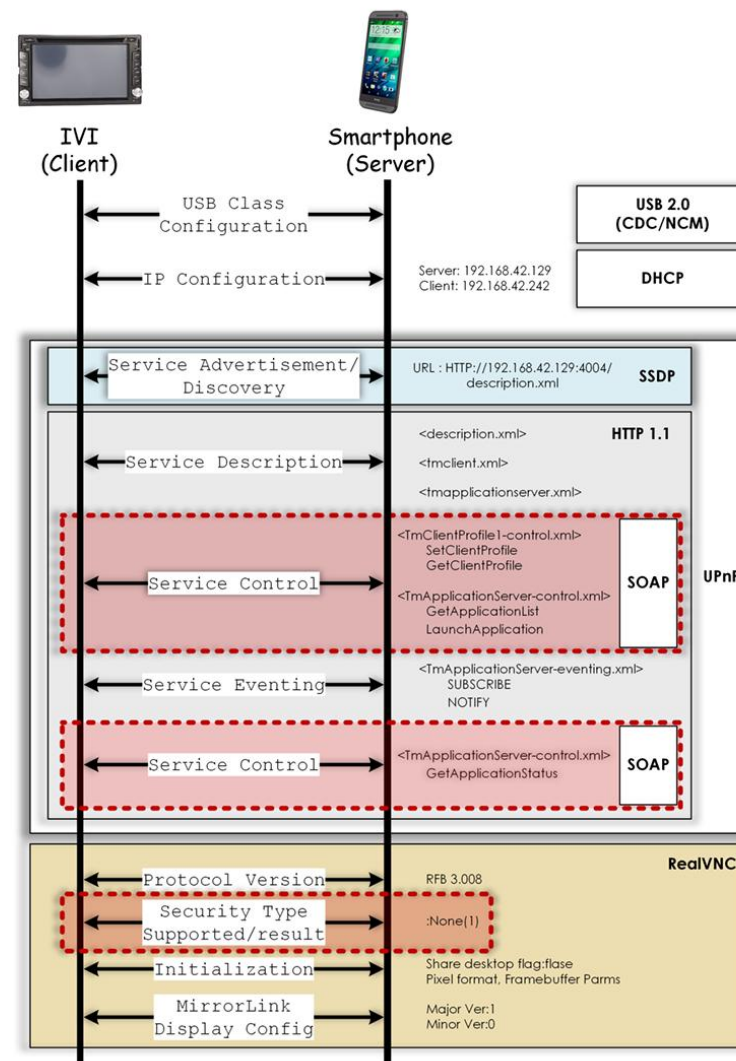 IVI
(Client)
Smartphone
(Server)
USB Class
Configuration
USB 2.0
(CDC/NCM)
IP Configuration
Server: 192.168.42.129
Client: 192.168.42.242
DHCP
Service Advertisement/
Discovery
URL : HTTP://192.168.42.129:4004/
description.xml
SSDP
HTTP 1.1
<description.xml>
Service Description
<tmclient.xml>
<tmapplicationserver.xml>
<TmClientProfile1-control.xml>
SetClientProfile
GetClientProfile
Service Control
<TmApplicationServer-control.xml>
GetApplicationList
LaunchApplication
SOAP
UPnP
Service Eventing
<TmApplicationServer-eventing.xml>
SUBSCRIBE
NOTIFY
Service Control
<TmApplicationServer-control.xml>
GetApplicationStatus
SOAP
RealVNC
Protocol Version
RFB 3.008
Security Type
Supported/result
:None(1)
Initialization
Share desktop flag:flase
Pixel format, Framebuffer Parms
MirrorLink
Display Config
Major Ver:1
Minor Ver:0